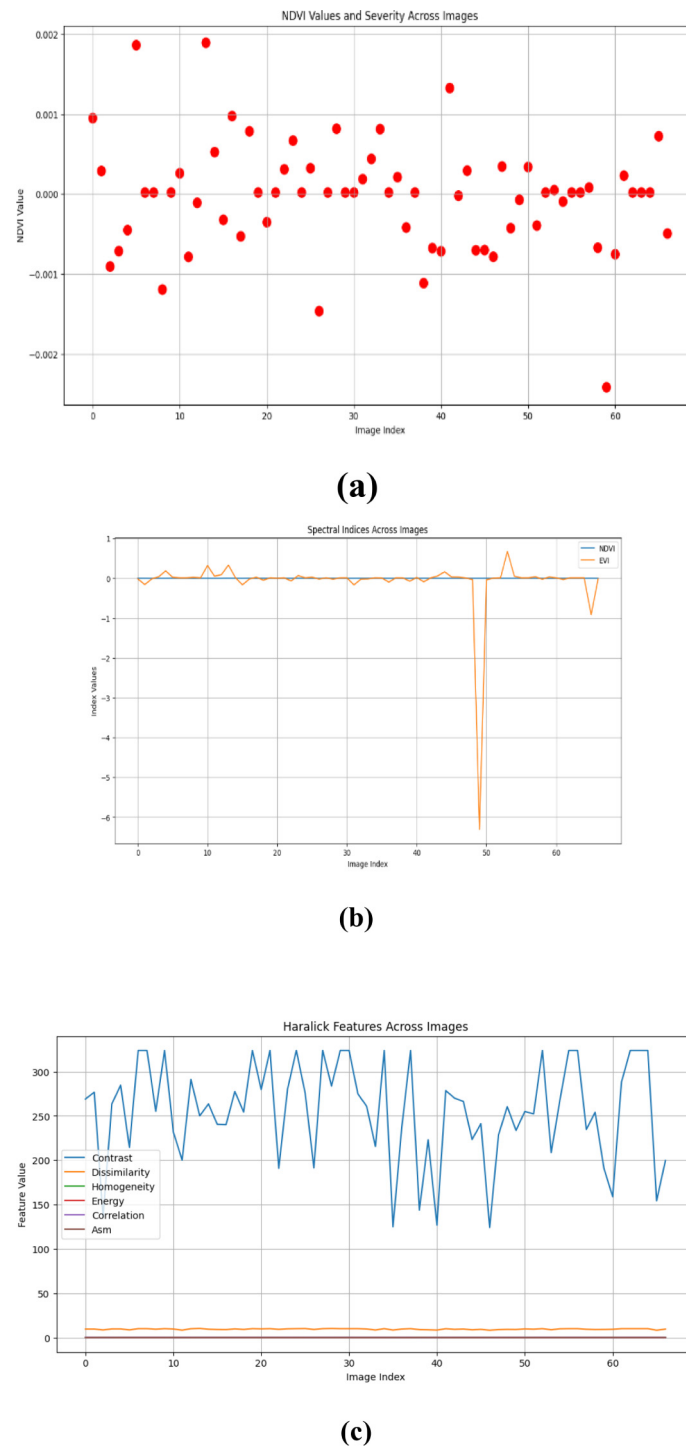 NDVI Values and Severity Across Images
0.002
0.001
0.000
−0.001
−0.002
NDVI Value
0 10 20 30 40 50 60
Image Index
(a)
Spectral Indices Across Images
1
0
−1
−2
−3
−4
−5
−6
Index Values
NDVI
EVI
0 10 20 30 40 50 60
Image Index
(b)
Haralick Features Across Images
300
250
200
150
100
50
0
Feature Value
Contrast
Dissimilarity
Homogeneity
Energy
Correlation
Asm
0 10 20 30 40 50 60
Image Index
(c)